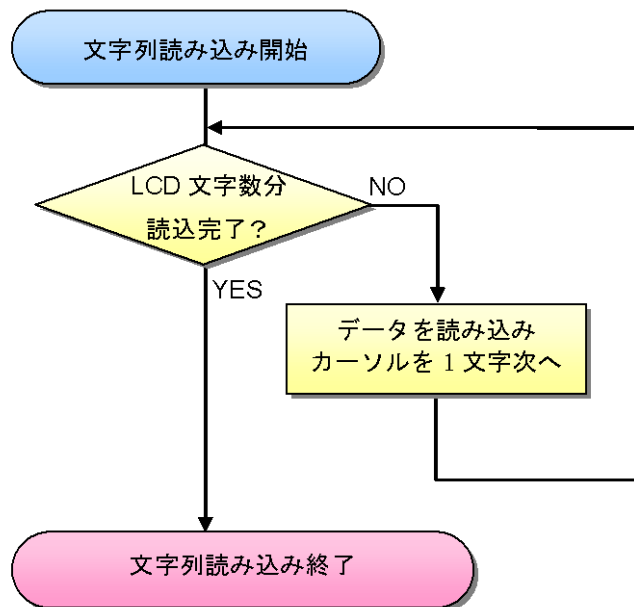 文字列読み込み開始
LCD 文字数分
読込完了？
NO
YES
データを読み込み
カーソルを 1 文字次へ
文字列読み込み終了